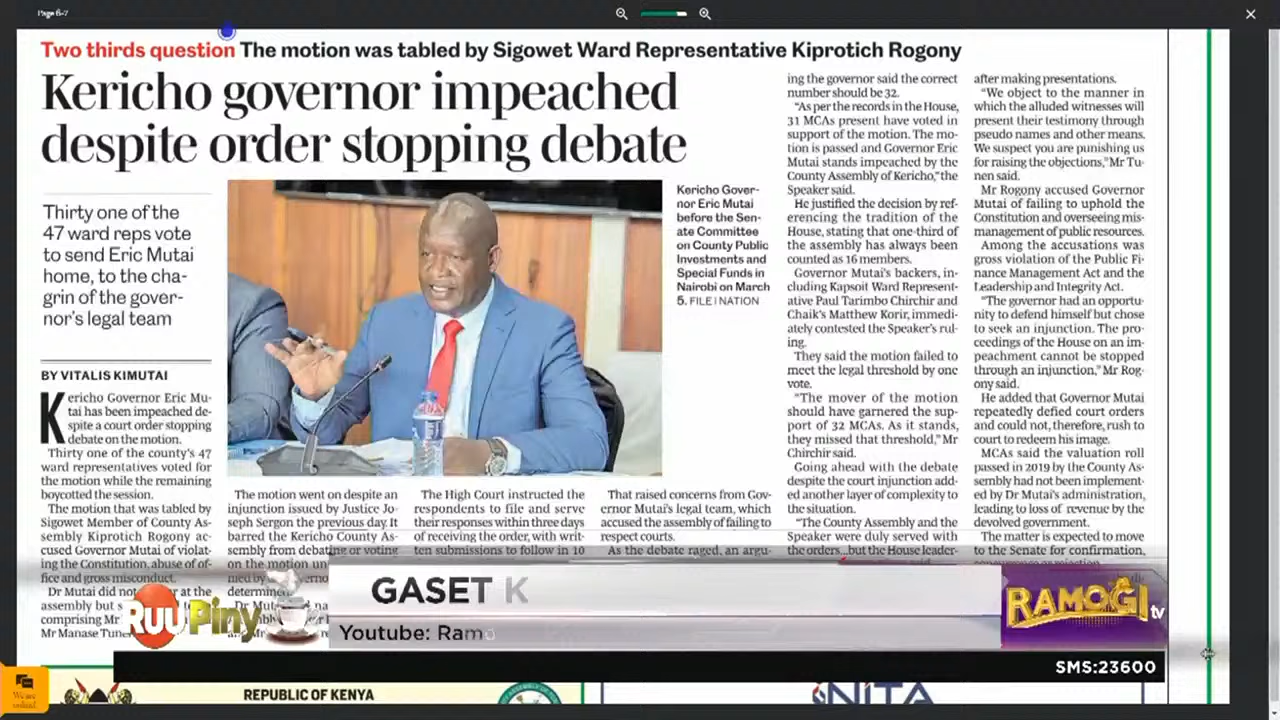 Page 6-7
Two thirds question The motion was tabled by Sigowet Ward Representative Kiprotich Rogony
Kericho governor impeached
despite order stopping debate
Thirty one of the
47 ward reps vote
to send Eric Mutai
home, to the cha-
grin of the gover-
nor's legal team
BY VITALIS KIMUTAI
Kericho Governor Eric Mu-
tai has been impeached de-
spite a court order stopping
debate on the motion.
Thirty one of the county's 47
ward representatives voted for
the motion while the remaining
boycotted the session.
The motion that was tabled by
Sigowet Member of County As-
sembly Kiprotich Rogony ac-
cused Governor Mutai of violat-
ing the Constitution, abuse of of-
fice and gross misconduct.
Dr Mutai did not
assembly but
comprising Mr
Mr Manase
Kericho Gover-
nor Eric Mutai
before the Sen-
ate Committee
on County Public
Investments and
Special Funds in
Nairobi on March
5. FILE | NATION
The motion went on despite an
injunction issued by Justice Jo-
seph Sergon the previous day. It
barred the Kericho County As-
sembly from debating or voting
on the motion
The High Court instructed the
respondents to file and serve
their responses within three days
of receiving the order, with writ-
ten submissions to follow in 10
That raised concerns from Gov-
ernor Mutai's legal team, which
accused the assembly of failing to
respect courts.
As the debate raged, an argu-
ing the governor said the correct
number should be 32.
"As per the records in the House,
31 MCAs present have voted in
support of the motion. The mo-
tion is passed and Governor Eric
Mutai stands impeached by the
County Assembly of Kericho," the
Speaker said.
He justified the decision by ref-
erencing the tradition of the
House, stating that one-third of
the assembly has always been
counted as 16 members.
Governor Mutai's backers, in-
cluding Kapsoit Ward Represent-
ative Paul Tarimbo Chirchir and
Chaik's Matthew Korir, immedi-
ately contested the Speaker's rul-
ing.
They said the motion failed to
meet the legal threshold by one
vote.
"The mover of the motion
should have garnered the sup-
port of 32 MCAs. As it stands,
they missed that threshold," Mr
Chirchir said.
Going ahead with the debate
despite the court injunction add-
ed another layer of complexity to
the situation.
"The County Assembly and the
Speaker were duly served with
the orders...but the House leader-
after making presentations.
"We object to the manner in
which the alluded witnesses will
present their testimony through
pseudo names and other means.
We suspect you are punishing us
for raising the objections," Mr Tu-
nen said.
Mr Rogony accused Governor
Mutai of failing to uphold the
Constitution and overseeing mis-
management of public resources.
Among the accusations was
gross violation of the Public Fi-
nance Management Act and the
Leadership and Integrity Act.
"The governor had an opportu-
nity to defend himself but chose
to seek an injunction. The pro-
ceedings of the House on an im-
peachment cannot be stopped
through an injunction," Mr Rog-
ony said.
He added that Governor Mutai
repeatedly defied court orders
and could not, therefore, rush to
court to redeem his image.
MCAs said the valuation roll
passed in 2019 by the County As-
sembly had not been implement-
ed by Dr Mutai's administration,
leading to loss of revenue by the
devolved government.
The matter is expected to move
to the Senate for confirmation,
RUU Piny
GASET K
Youtube: Ramo
RAMOGI tv
SMS:23600
REPUBLIC OF KENYA
NITA